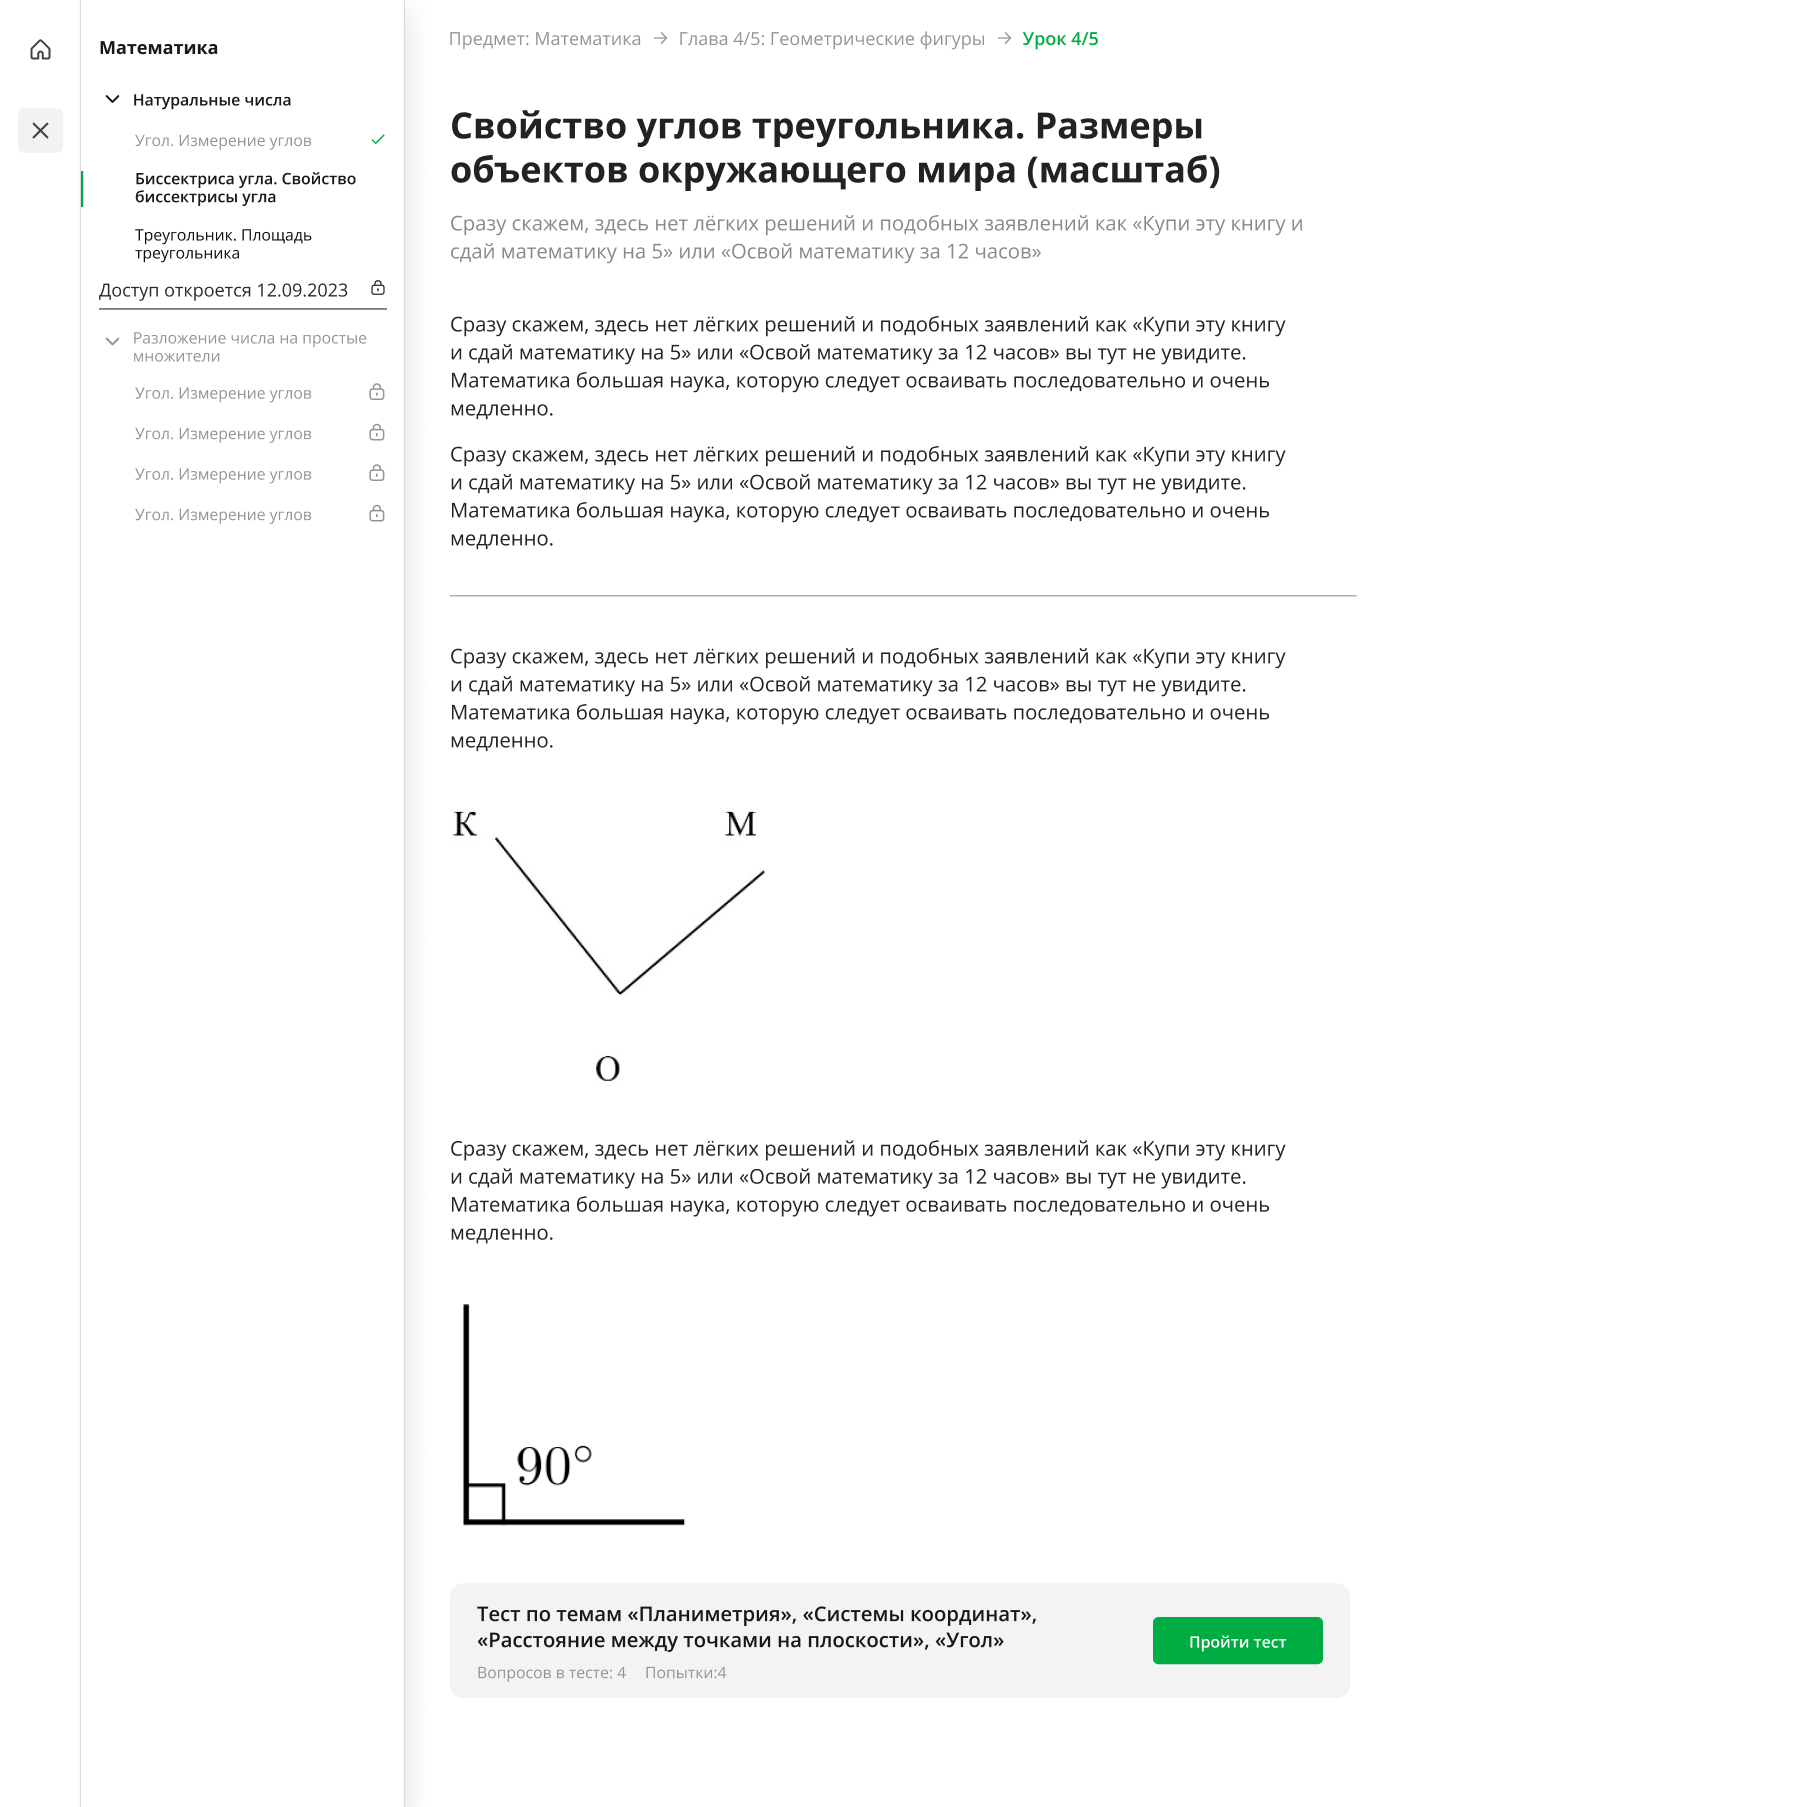 Математика
Натуральные числа
Угол. Измерение углов
Биссектриса угла. Свойство
биссектрисы угла
Треугольник. Площадь
треугольника
Доступ откроется 12.09.2023
Разложение числа на простые
множители
Угол. Измерение углов
Угол. Измерение углов
Угол. Измерение углов
Угол. Измерение углов
Предмет: Математика → Глава 4/5: Геометрические фигуры → Урок 4/5
Свойство углов треугольника. Размеры
объектов окружающего мира (масштаб)
Сразу скажем, здесь нет лёгких решений и подобных заявлений как «Купи эту книгу и
сдай математику на 5» или «Освой математику за 12 часов»
Сразу скажем, здесь нет лёгких решений и подобных заявлений как «Купи эту книгу
и сдай математику на 5» или «Освой математику за 12 часов» вы тут не увидите.
Математика большая наука, которую следует осваивать последовательно и очень
медленно.
Сразу скажем, здесь нет лёгких решений и подобных заявлений как «Купи эту книгу
и сдай математику на 5» или «Освой математику за 12 часов» вы тут не увидите.
Математика большая наука, которую следует осваивать последовательно и очень
медленно.
Сразу скажем, здесь нет лёгких решений и подобных заявлений как «Купи эту книгу
и сдай математику на 5» или «Освой математику за 12 часов» вы тут не увидите.
Математика большая наука, которую следует осваивать последовательно и очень
медленно.
К М
О
Сразу скажем, здесь нет лёгких решений и подобных заявлений как «Купи эту книгу
и сдай математику на 5» или «Освой математику за 12 часов» вы тут не увидите.
Математика большая наука, которую следует осваивать последовательно и очень
медленно.
90°
Тест по темам «Планиметрия», «Системы координат»,
«Расстояние между точками на плоскости», «Угол»
Вопросов в тесте: 4 Попытки:4
Пройти тест